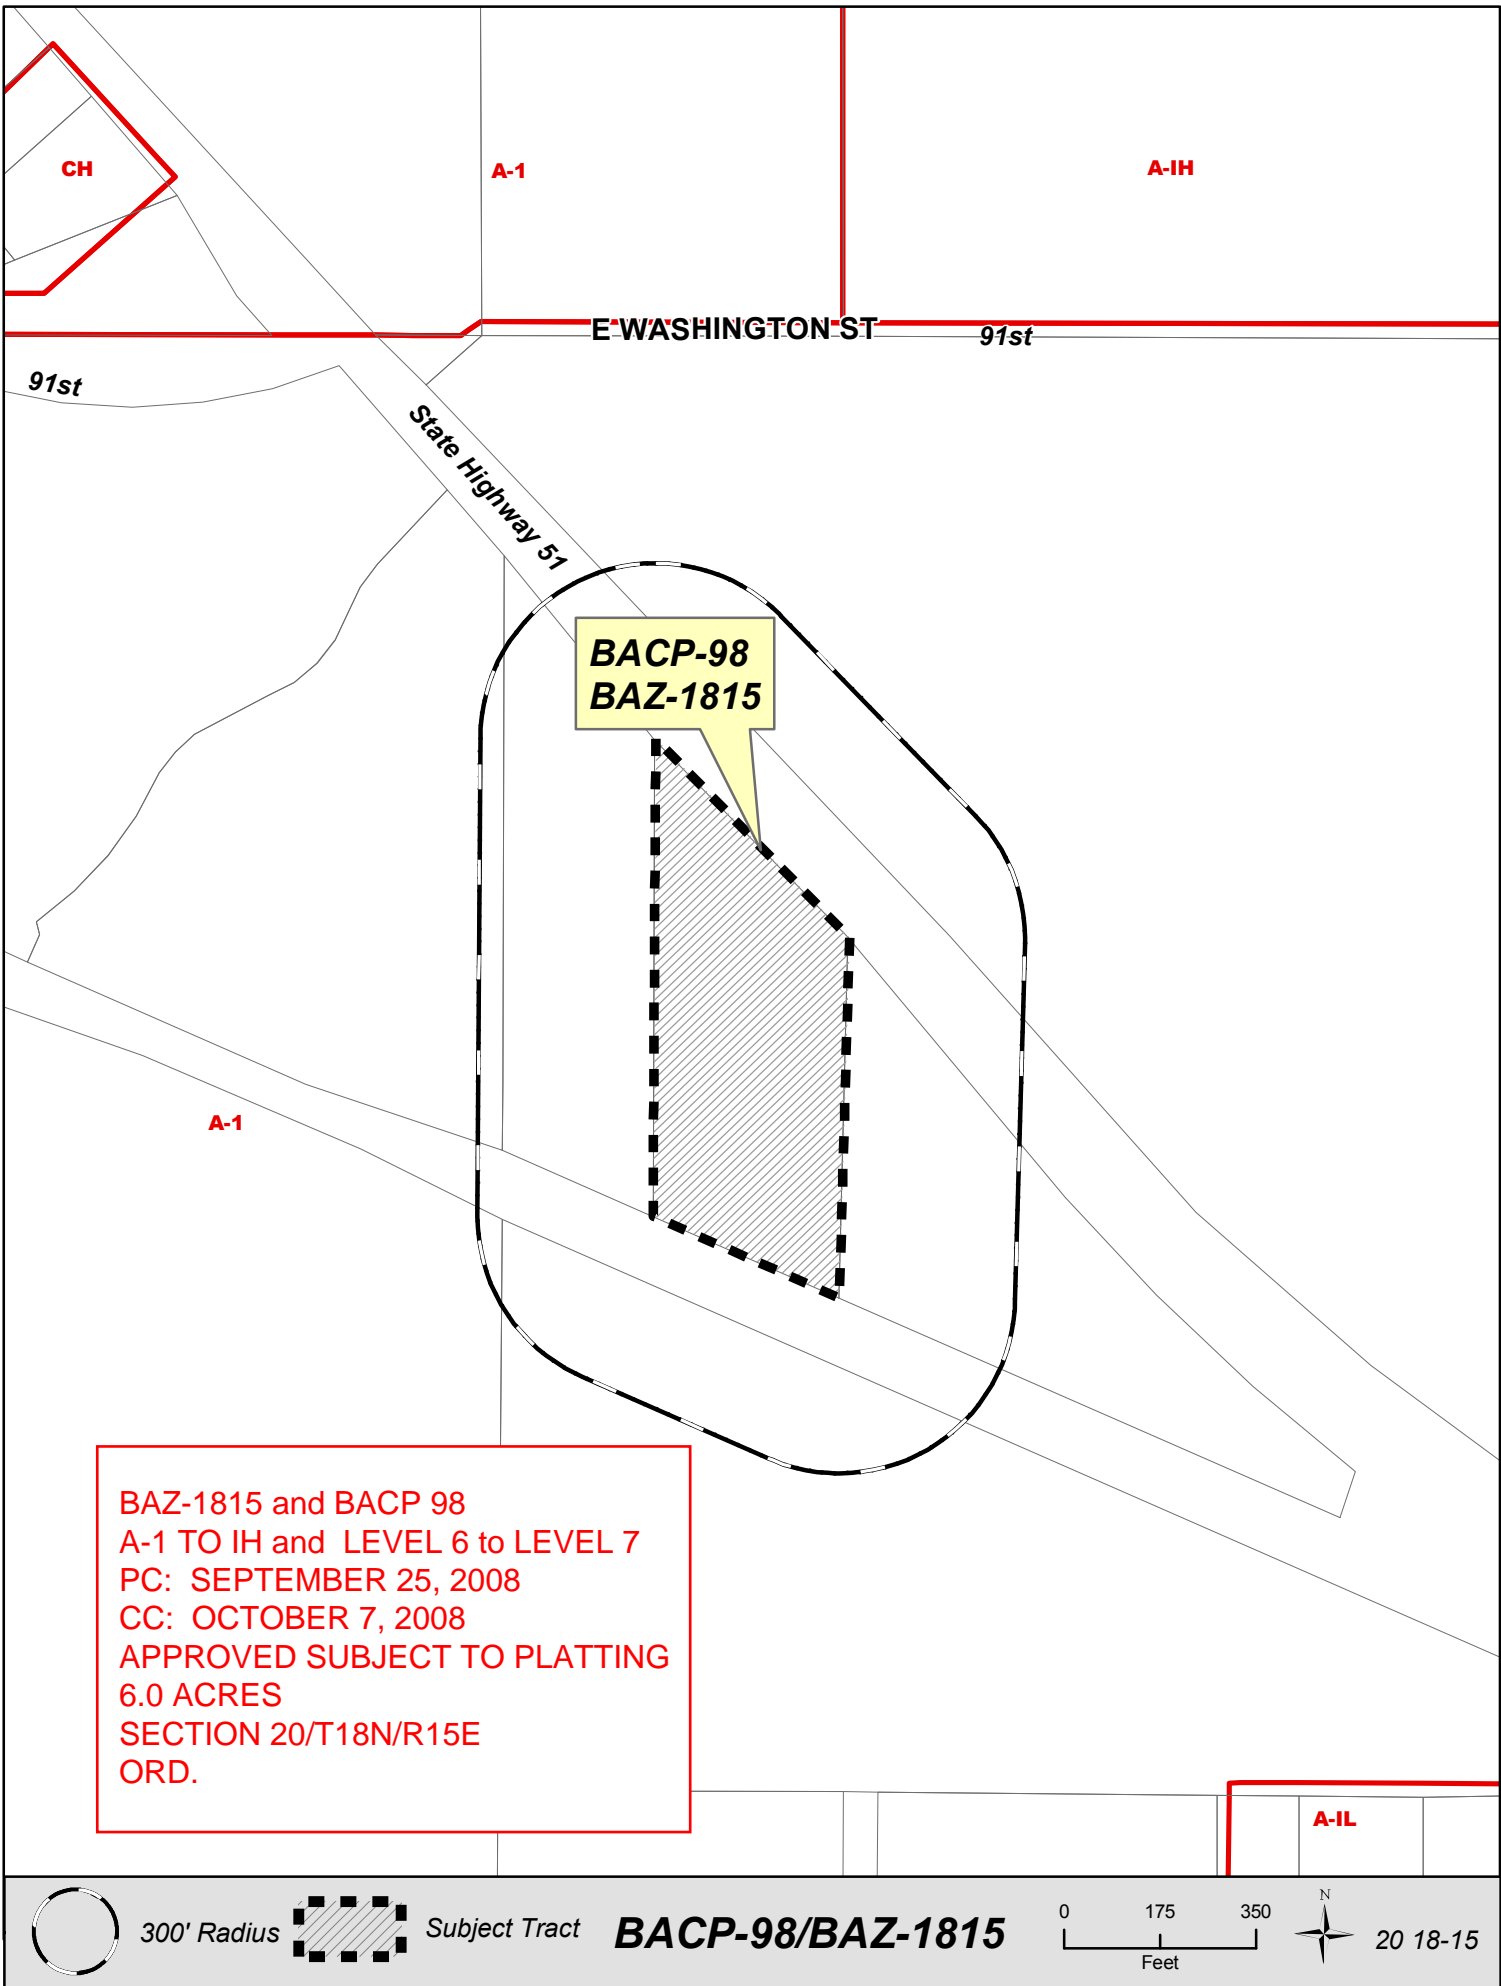 CH
A-1
A-IH
E WASHINGTON ST
91st
91st
State Highway 51
BACP-98
BAZ-1815
A-1
BAZ-1815 and BACP 98
A-1 TO IH and LEVEL 6 to LEVEL 7
PC: SEPTEMBER 25, 2008
CC: OCTOBER 7, 2008
APPROVED SUBJECT TO PLATTING
6.0 ACRES
SECTION 20/T18N/R15E
ORD.
A-IL
300' Radius
Subject Tract
BACP-98/BAZ-1815
0 175 350
Feet
N
20 18-15